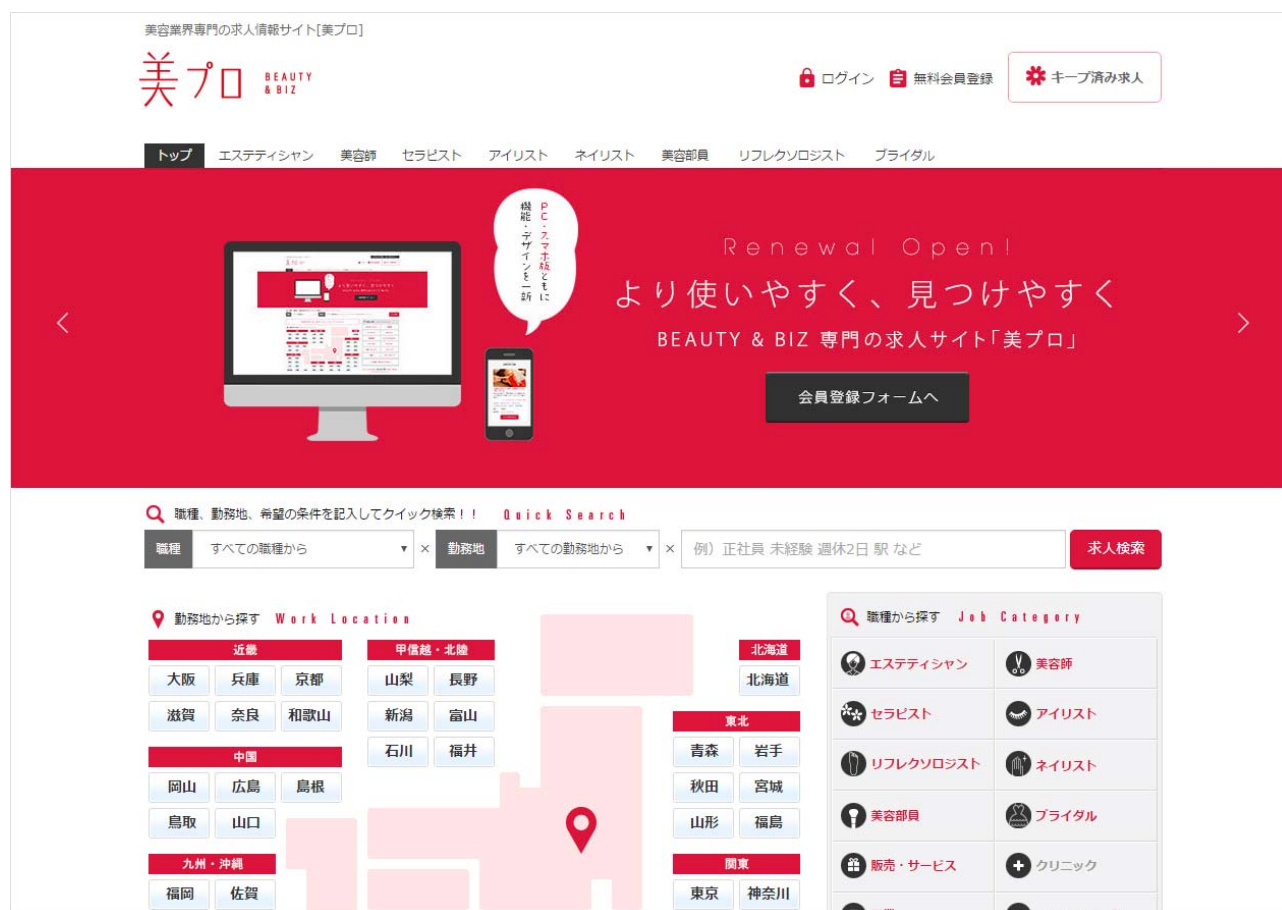 美容業界専門の求人情報サイト[美プロ]
美プロ BEAUTY & BIZ
ログイン 無料会員登録 キープ済み求人
トップ エステティシャン 美容師 セラピスト アイリスト ネイリスト 美容部員 リフレクソロジスト ブライダル
PC・スマホ版ともに
機能・デザインを一新
Renewal Open!
より使いやすく、見つけやすく
BEAUTY & BIZ 専門の求人サイト「美プロ」
会員登録フォームへ
職種、勤務地、希望の条件を記入してクイック検索!! Quick Search
職種 すべての職種から × 勤務地 すべての勤務地から × 例）正社員 未経験 週休2日 駅 など 求人検索
勤務地から探す Work Location
近畿
大阪 兵庫 京都
滋賀 奈良 和歌山
中国
岡山 広島 島根
鳥取 山口
九州・沖縄
福岡 佐賀
甲信越・北陸
山梨 長野
新潟 富山
石川 福井
北海道
北海道
東北
青森 岩手
秋田 宮城
山形 福島
関東
東京 神奈川
職種から探す Job Category
エステティシャン 美容師
セラピスト アイリスト
リフレクソロジスト ネイリスト
美容部員 ブライダル
販売・サービス クリニック